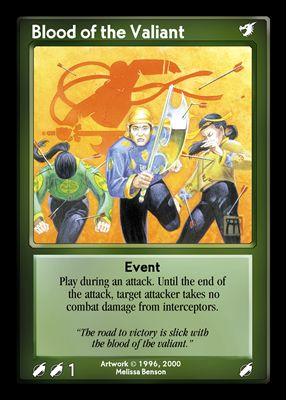 Blood of the Valiant
Event
Play during an attack. Until the end of
the attack, target attacker takes no
combat damage from interceptors.
"The road to victory is slick with
the blood of the valiant."
1
Artwork © 1996, 2000
Melissa Benson